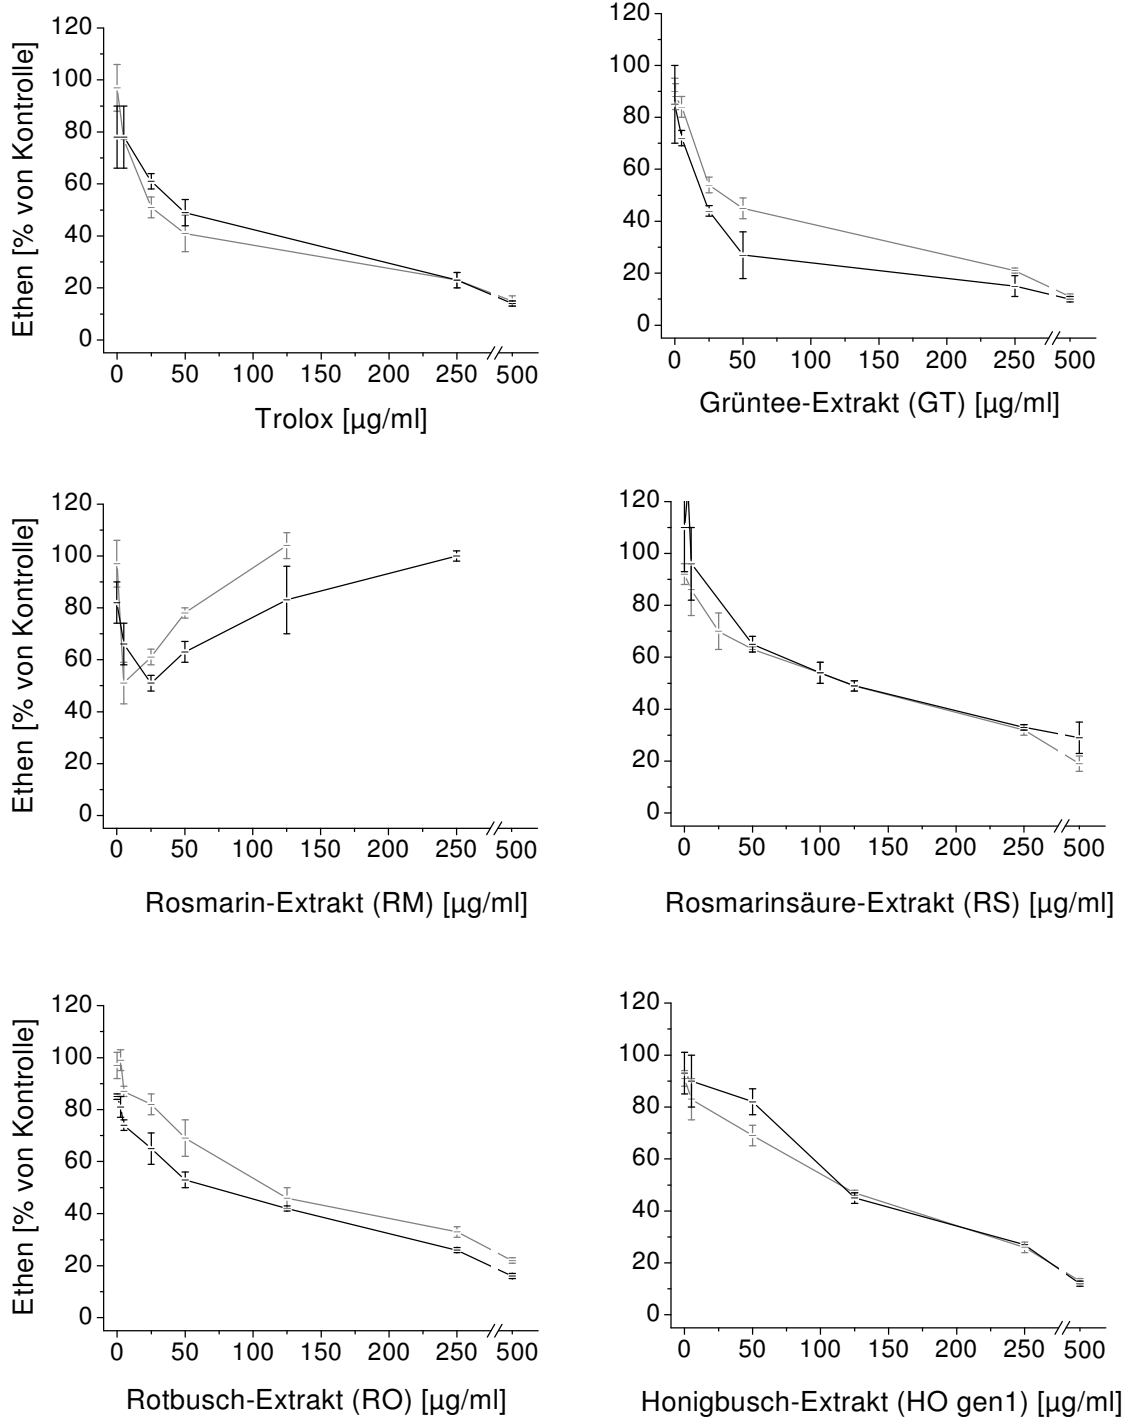 120
100
80
60
40
20
0
Ethen [% von Kontrolle]
0 50 100 150 200 250 500
Trolox [µg/ml]
120
100
80
60
40
20
0
0 50 100 150 200 250 500
Grüntee-Extrakt (GT) [µg/ml]
120
100
80
60
40
20
0
Ethen [% von Kontrolle]
0 50 100 150 200 250 500
Rosmarin-Extrakt (RM) [µg/ml]
120
100
80
60
40
20
0
0 50 100 150 200 250 500
Rosmarinsäure-Extrakt (RS) [µg/ml]
120
100
80
60
40
20
0
Ethen [% von Kontrolle]
0 50 100 150 200 250 500
Rotbusch-Extrakt (RO) [µg/ml]
120
100
80
60
40
20
0
0 50 100 150 200 250 500
Honigbusch-Extrakt (HO gen1) [µg/ml]